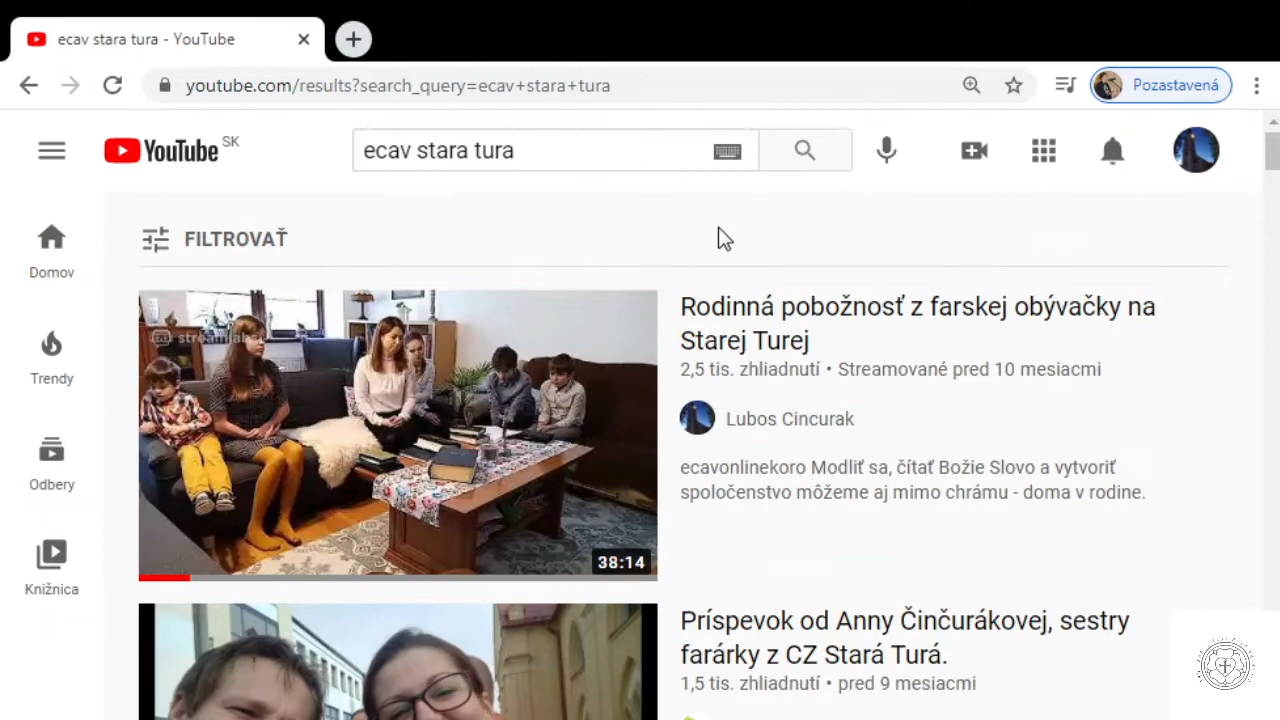 ecav stara tura - YouTube
youtube.com/results?search_query=ecav+stara+tura
Pozastavená
YouTube SK
ecav stara tura
FILTROVAŤ
Domov
Trendy
Odbery
Knižnica
streamlabs
38:14
Rodinná pobožnosť z farskej obývačky na
Starej Turej
2,5 tis. zhliadnutí • Streamované pred 10 mesiacmi
Lubos Cincurak
ecavonlinekoro Modliť sa, čítať Božie Slovo a vytvoriť
spoločenstvo môžeme aj mimo chrámu - doma v rodine.
Príspevok od Anny Činčurákovej, sestry
farárky z CZ Stará Turá.
1,5 tis. zhliadnutí • pred 9 mesiacmi